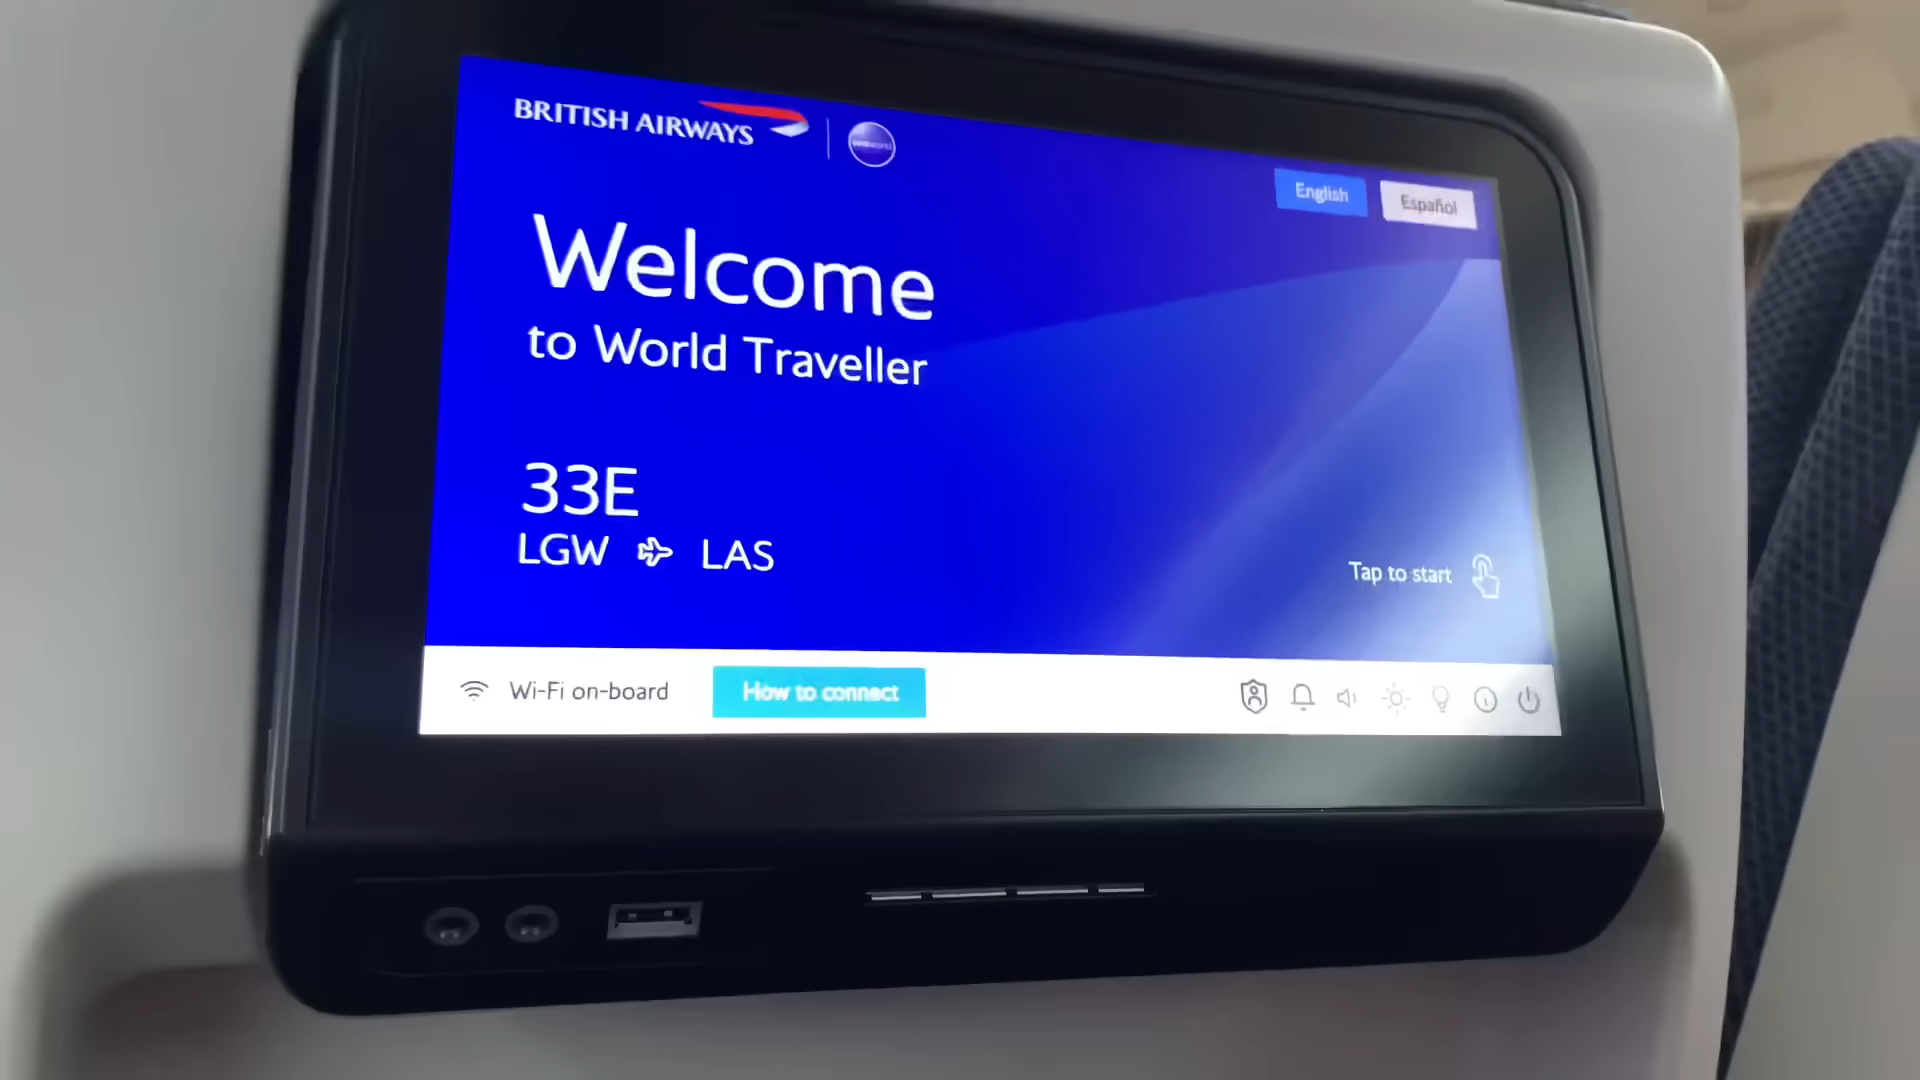 BRITISH AIRWAYS
English
Español
Welcome
to World Traveller
33E
LGW LAS
Tap to start
Wi-Fi on-board
How to connect